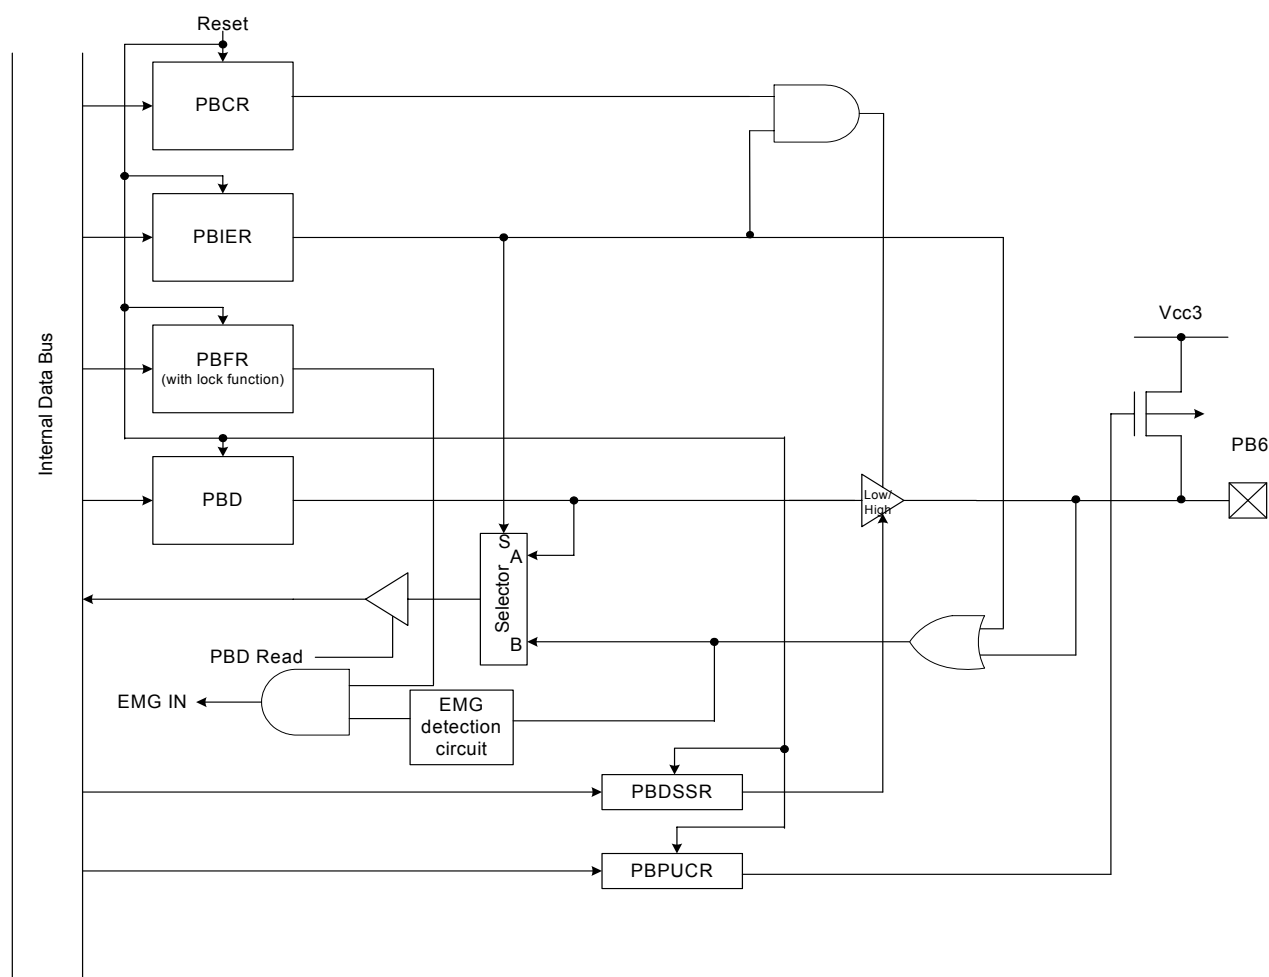 Reset
PBCR
PBIER
Vcc3
PBFR
(with lock function)
Internal Data Bus
PB6
PBD
Low/
High
S
A
Selector
B
PBD Read
EMG IN
EMG
detection
circuit
PBDSSR
PBPUCR